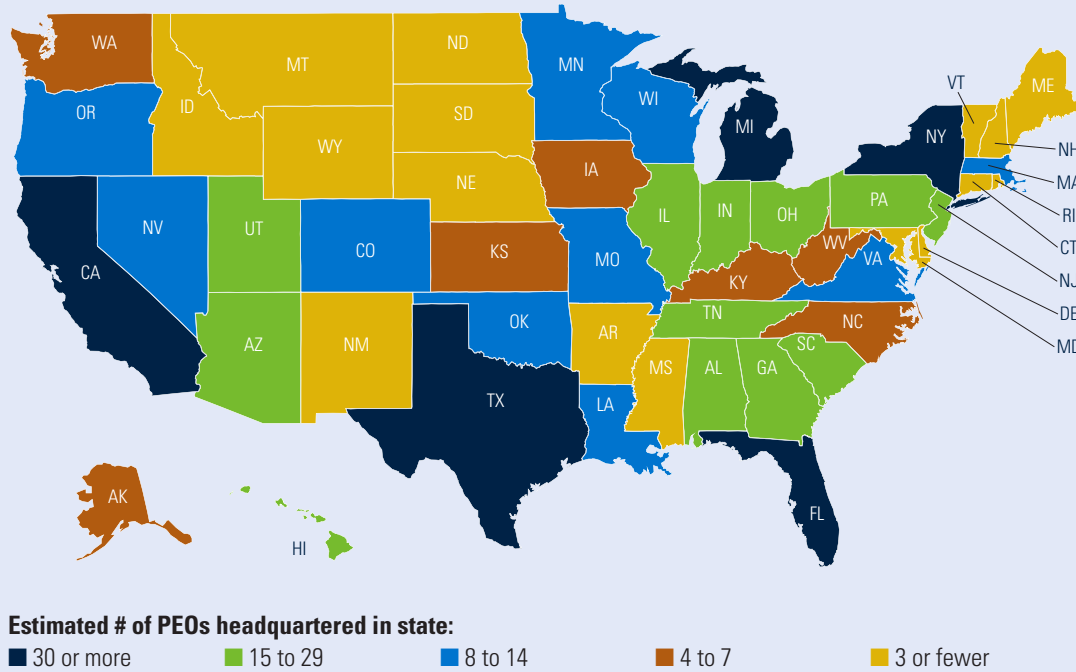 WA
MT
ND
MN
VT
ME
OR
ID
SD
WI
MI
NY
NH
WY
MA
NE
IA
RI
NV
UT
CO
IL
IN
OH
PA
CT
CA
KS
MO
WV
VA
KY
NJ
DE
AZ
NM
OK
AR
TN
NC
SC
MD
MS
AL
GA
TX
LA
AK
HI
FL
Estimated # of PEOs headquartered in state:
30 or more 15 to 29 8 to 14 4 to 7 3 or fewer